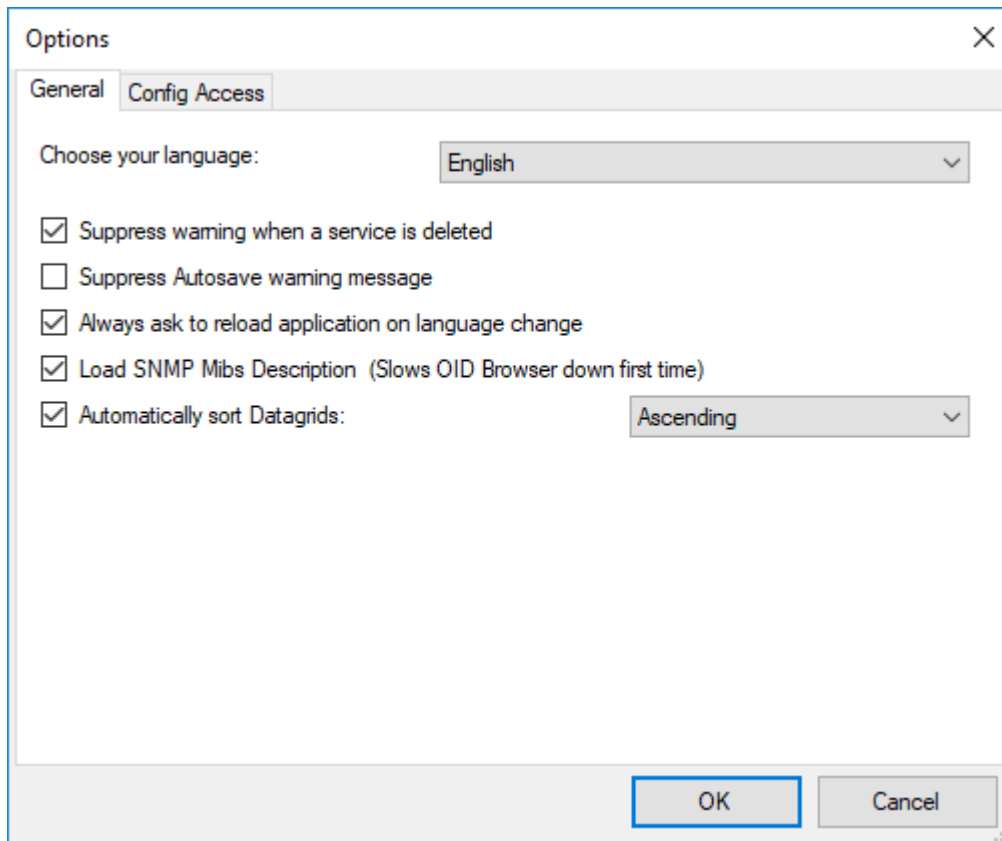 Options
General
Config Access
Choose your language:
English
Suppress warning when a service is deleted
Suppress Autosave warning message
Always ask to reload application on language change
Load SNMP Mibs Description  (Slows OID Browser down first time)
Automatically sort Datagrids:
Ascending
OK
Cancel